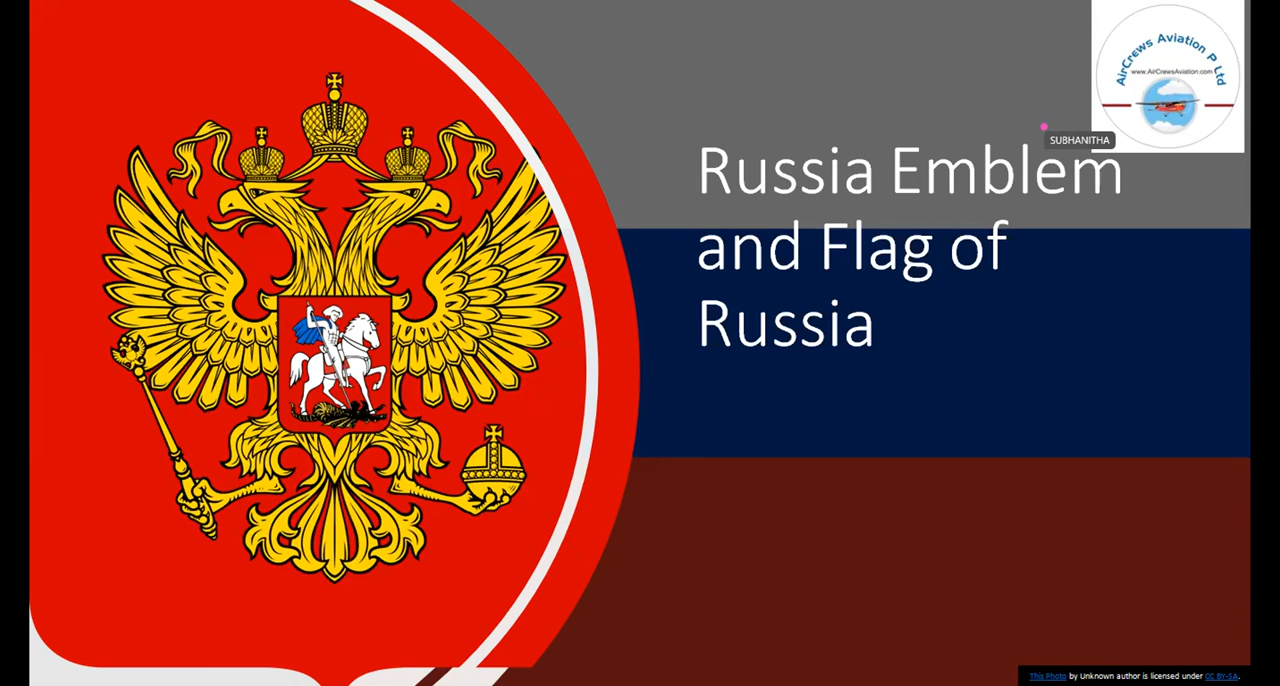 AirCrews Aviation P Ltd
www.AirCrewsAviation.com
SUBHANITHA
Russia Emblem
and Flag of
Russia
This Photo by Unknown author is licensed under CC BY-SA.